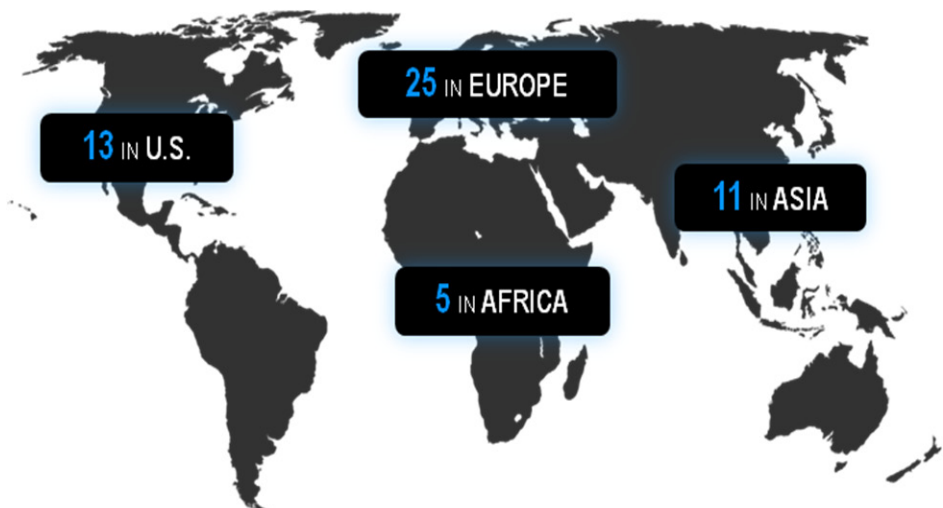 25 IN EUROPE
13 IN U.S.
11 IN ASIA
5 IN AFRICA